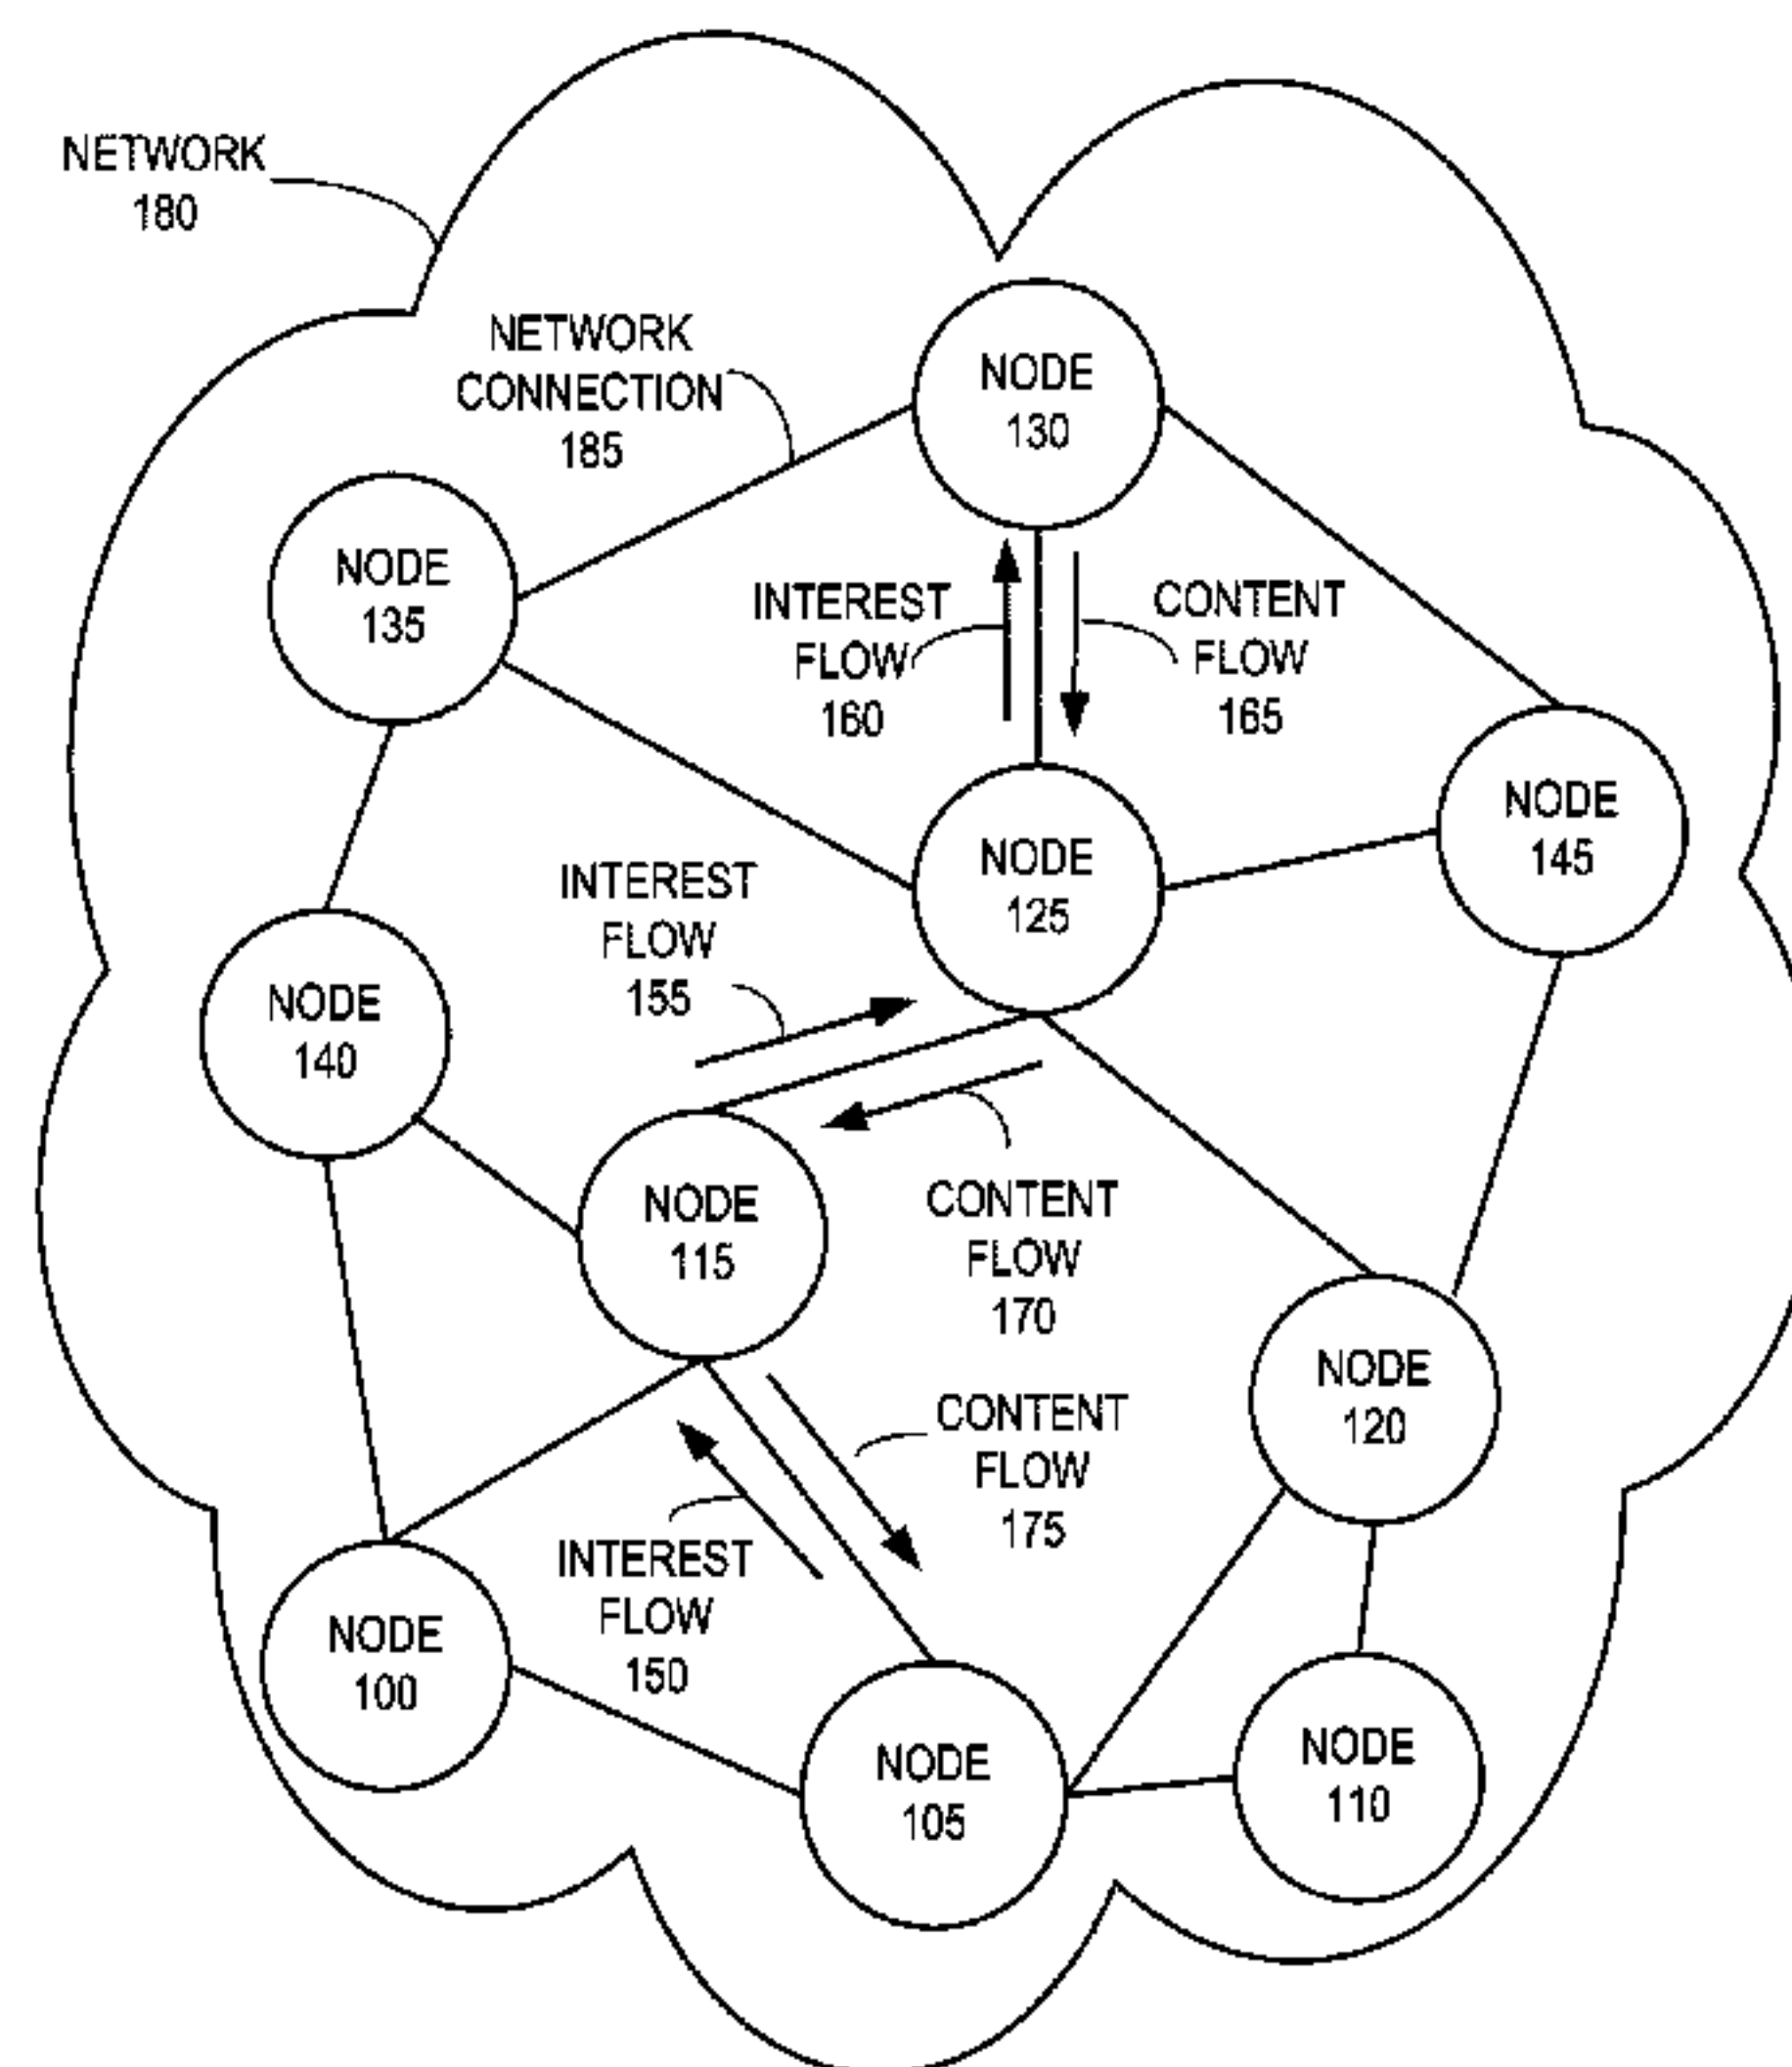 NETWORK
180
NETWORK
CONNECTION
185
NODE
130
NODE
135
INTEREST
FLOW
160
CONTENT
FLOW
165
NODE
145
NODE
125
INTEREST
FLOW
155
NODE
140
NODE
115
CONTENT
FLOW
170
NODE
120
CONTENT
FLOW
175
INTEREST
FLOW
150
NODE
100
NODE
105
NODE
110